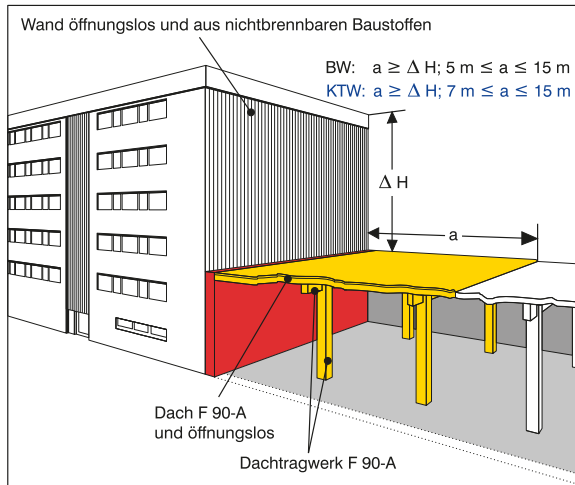 Wand öffnungslos und aus nichtbrennbaren Baustoffen
BW: a ≥ Δ H; 5 m ≤ a ≤ 15 m
KTW: a ≥ Δ H; 7 m ≤ a ≤ 15 m
Δ H
a
Dach F 90-A
und öffnungslos
Dachtragwerk F 90-A